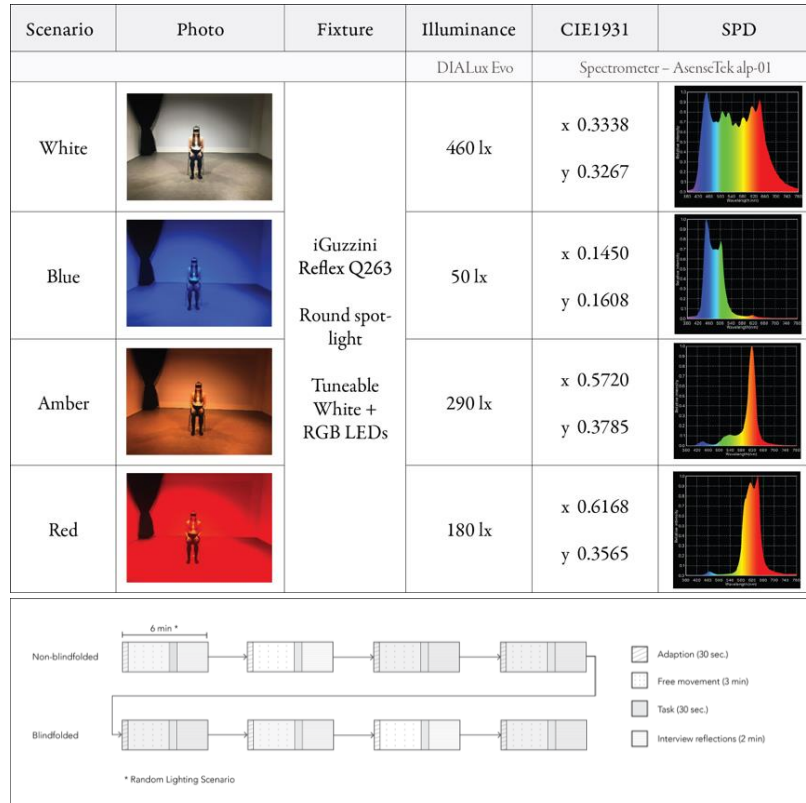 Scenario Photo Fixture Illuminance CIE1931 SPD
DIALux Evo Spectrometer – AsenseTek alp-01
White
460 lx
x 0.3338
y 0.3267
iGuzzini
Reflex Q263
Round spot-
light
Tuneable
White +
RGB LEDs
Blue
50 lx
x 0.1450
y 0.1608
Amber
290 lx
x 0.5720
y 0.3785
Red
180 lx
x 0.6168
y 0.3565
6 min *
Non-blindfolded
Blindfolded
* Random Lighting Scenario
Adaption (30 sec.)
Free movement (3 min)
Task (30 sec.)
Interview reflections (2 min)